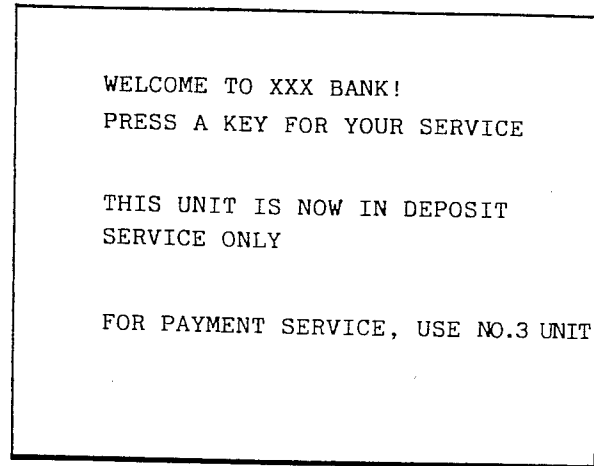 WELCOME TO XXX BANK!
PRESS A KEY FOR YOUR SERVICE
THIS UNIT IS NOW IN DEPOSIT
SERVICE ONLY
FOR PAYMENT SERVICE, USE NO.3 UNIT